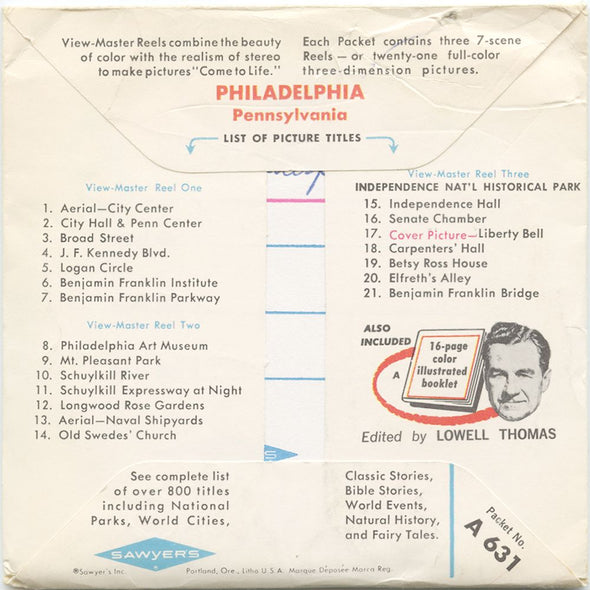 View-Master Reels combine the beauty
of color with the realism of stereo
to make pictures "Come to Life."
Each Packet contains three 7-scene
Reels — or twenty-one full-color
three-dimension pictures.
PHILADELPHIA
Pennsylvania
LIST OF PICTURE TITLES
View-Master Reel One
1. Aerial—City Center
2. City Hall & Penn Center
3. Broad Street
4. J. F. Kennedy Blvd.
5. Logan Circle
6. Benjamin Franklin Institute
7. Benjamin Franklin Parkway
View-Master Reel Two
8. Philadelphia Art Museum
9. Mt. Pleasant Park
10. Schuylkill River
11. Schuylkill Expressway at Night
12. Longwood Rose Gardens
13. Aerial—Naval Shipyards
14. Old Swedes' Church
View-Master Reel Three
INDEPENDENCE NAT'L HISTORICAL PARK
15. Independence Hall
16. Senate Chamber
17. Cover Picture—Liberty Bell
18. Carpenters' Hall
19. Betsy Ross House
20. Elfreth's Alley
21. Benjamin Franklin Bridge
ALSO
INCLUDED
A
16-page
color
illustrated
booklet
Edited by LOWELL THOMAS
See complete list
of over 800 titles
including National
Parks, World Cities,
Classic Stories,
Bible Stories,
World Events,
Natural History,
and Fairy Tales.
SAWYER'S
®Sawyer's Inc. Portland, Ore., Litho U.S.A. Marque Déposée Marca Reg.
Packet No.
A 631